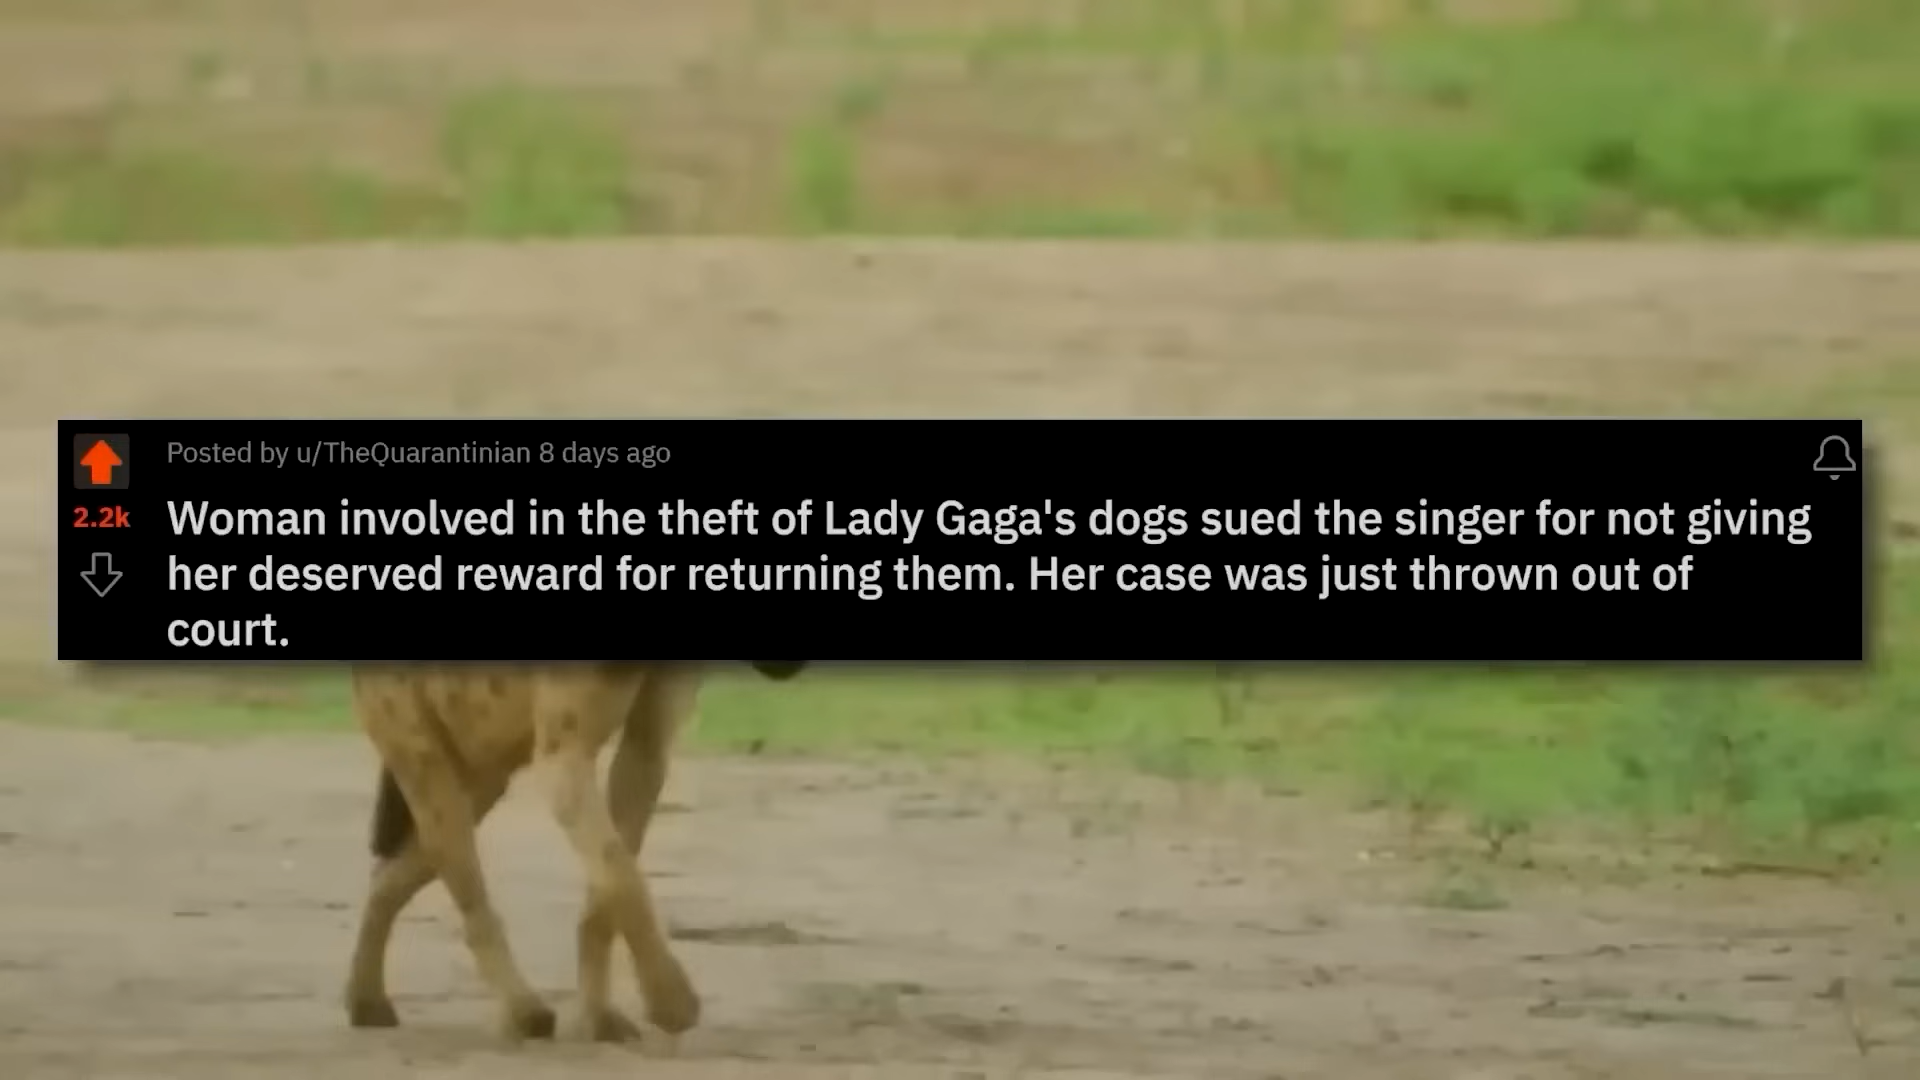 Posted by u/TheQuarantinian 8 days ago
2.2k
Woman involved in the theft of Lady Gaga's dogs sued the singer for not giving
her deserved reward for returning them. Her case was just thrown out of
court.